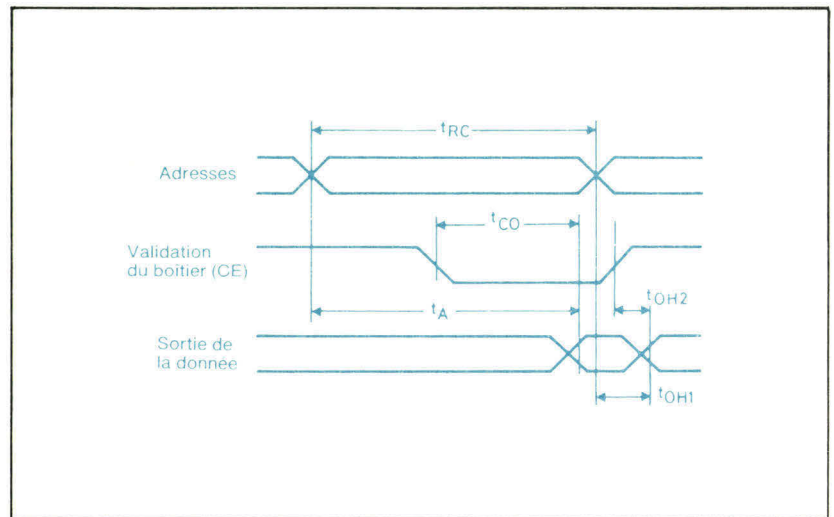 tRC
Adresses
tCO
Validation
du boîtier (CE)
tOH2
tA
Sortie de
la donnée
tOH1